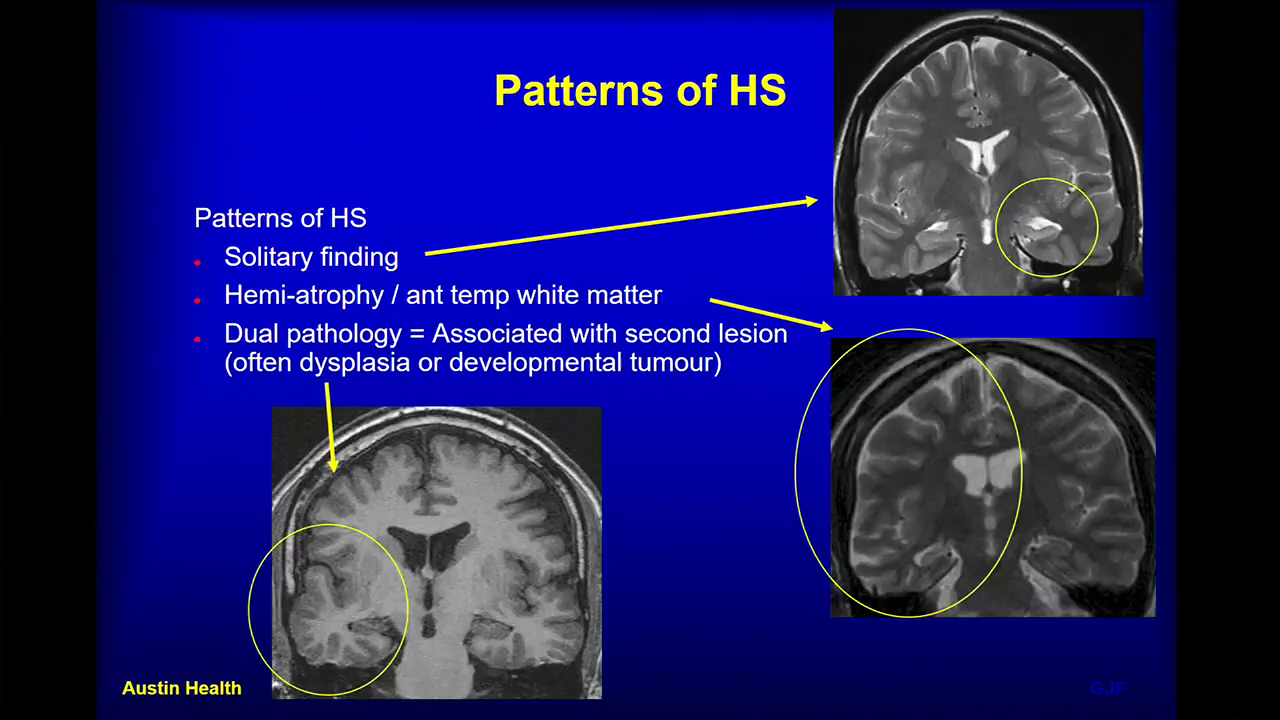 Patterns of HS
Patterns of HS
Solitary finding
Hemi-atrophy / ant temp white matter
Dual pathology = Associated with second lesion
(often dysplasia or developmental tumour)
Austin Health
GJF